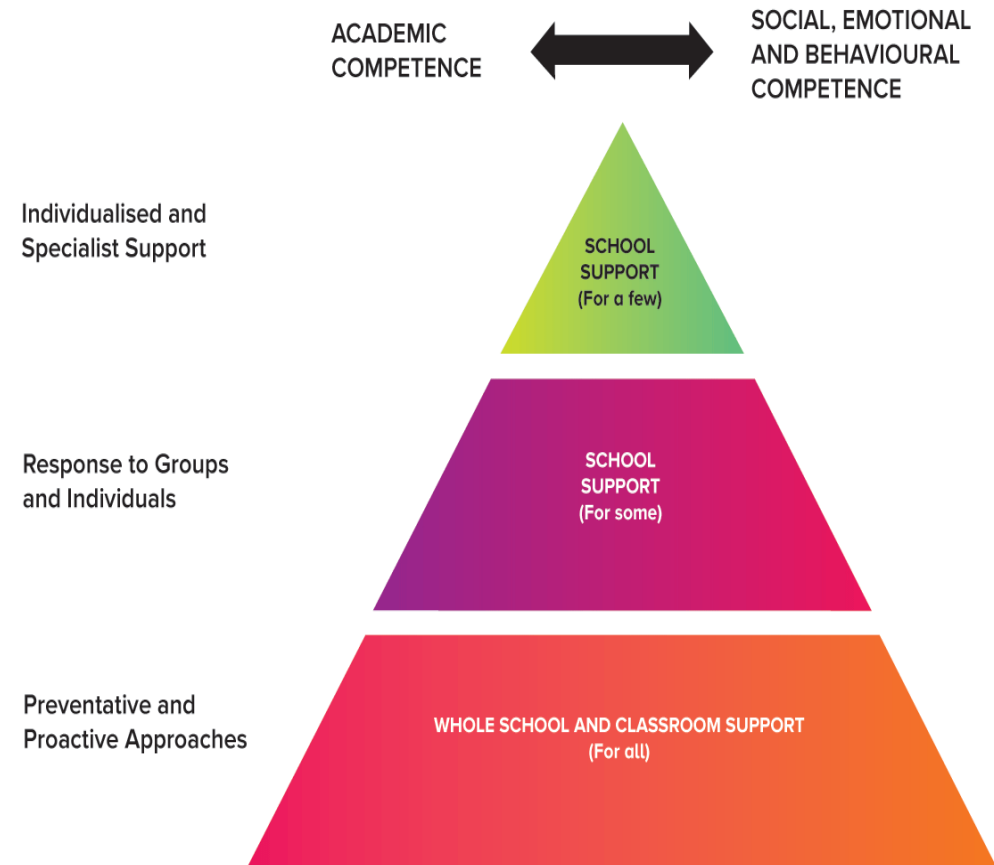 ACADEMIC
COMPETENCE
SOCIAL, EMOTIONAL
AND BEHAVIOURAL
COMPETENCE
Individualised and
Specialist Support
SCHOOL
SUPPORT
(For a few)
Response to Groups
and Individuals
SCHOOL
SUPPORT
(For some)
Preventative and
Proactive Approaches
WHOLE SCHOOL AND CLASSROOM SUPPORT
(For all)